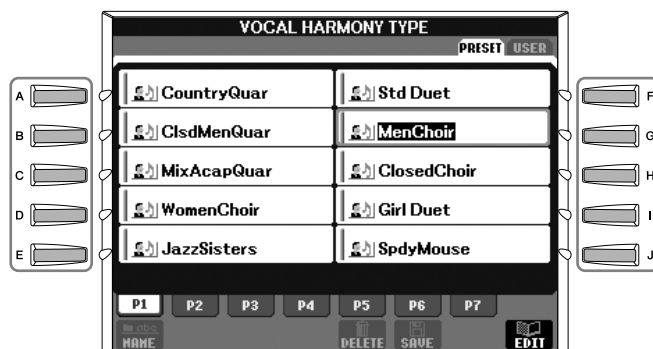 VOCAL HARMONY TYPE
PRESET USER
A CountryQuar Std Duet F
B ClsdMenQuar MenChoir G
C MixAcapQuar ClosedChoir H
D WomenChoir Girl Duet I
E JazzSisters SpdyMouse J
P1 P2 P3 P4 P5 P6 P7
abc
NAME DELETE SAVE EDIT